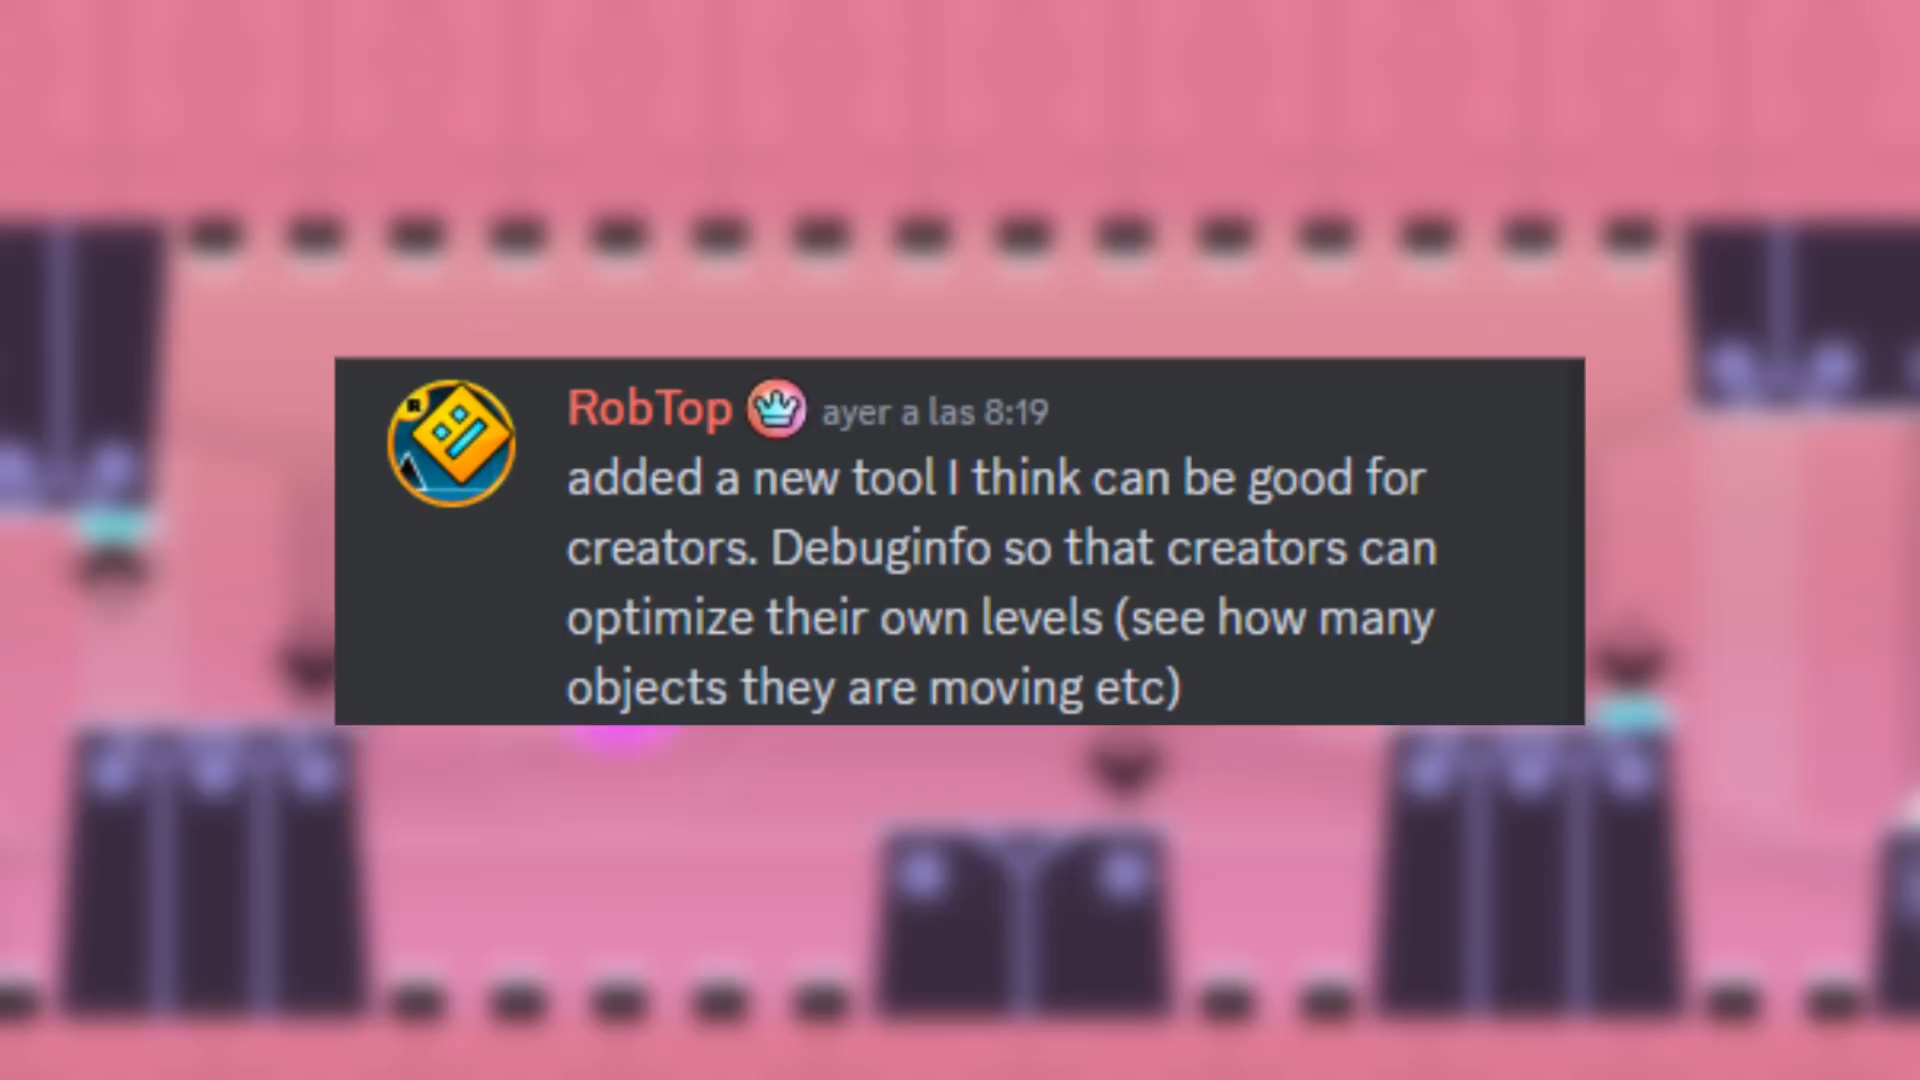 RobTop ayer a las 8:19
added a new tool I think can be good for
creators. Debuginfo so that creators can
optimize their own levels (see how many
objects they are moving etc)